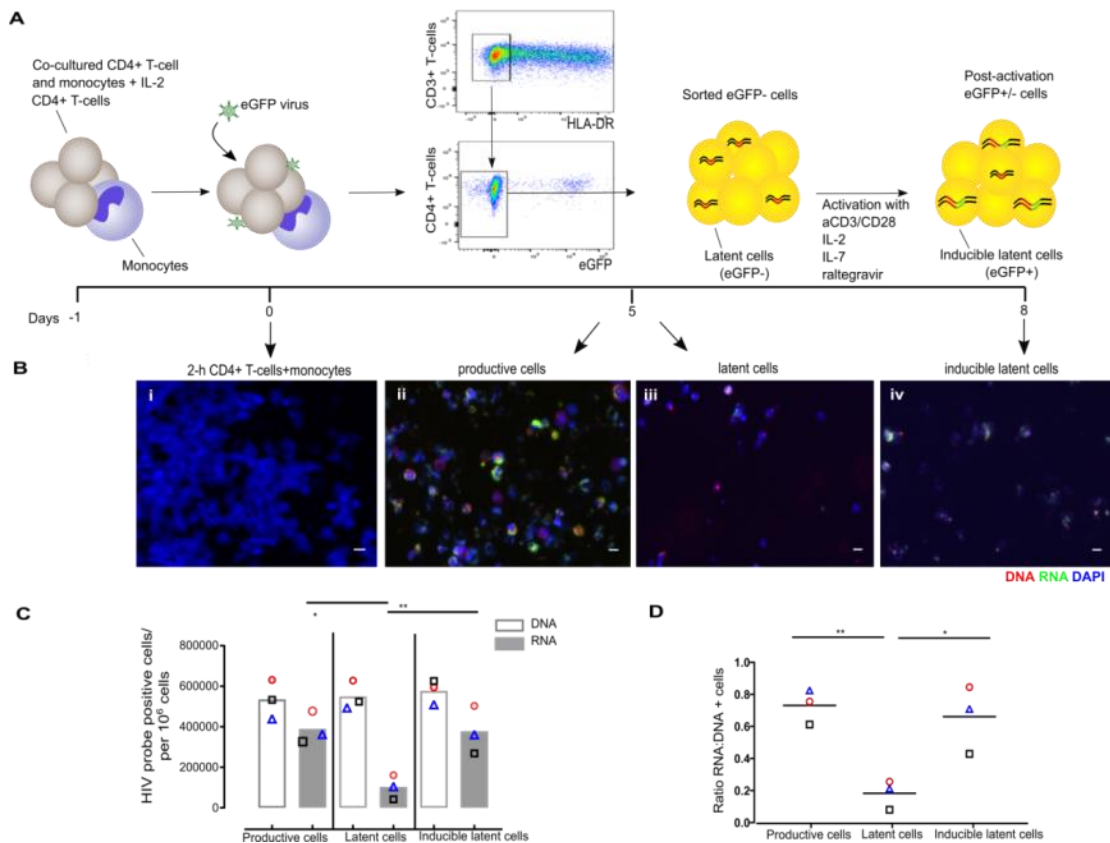 A
Co-cultured CD4+ T-cell
and monocytes + IL-2
CD4+ T-cells
eGFP virus
Monocytes
CD3+ T-cells
HLA-DR
CD4+ T-cells
eGFP
Sorted eGFP- cells
Latent cells
(eGFP-)
Activation with
aCD3/CD28
IL-2
IL-7
raltegravir
Post-activation
eGFP+/- cells
Inducible latent cells
(eGFP+)
Days -1 0 5 8
B
2-h CD4+ T-cells+monocytes
productive cells
latent cells
inducible latent cells
i
ii
iii
iv
DNA RNA DAPI
C
* **
DNA
RNA
HIV probe positive cells/
per 10⁶ cells
800000
600000
400000
200000
0
Productive cells Latent cells Inducible latent cells
D
** *
Ratio RNA:DNA + cells
1.0
0.8
0.6
0.4
0.2
0.0
Productive cells Latent cells Inducible latent cells